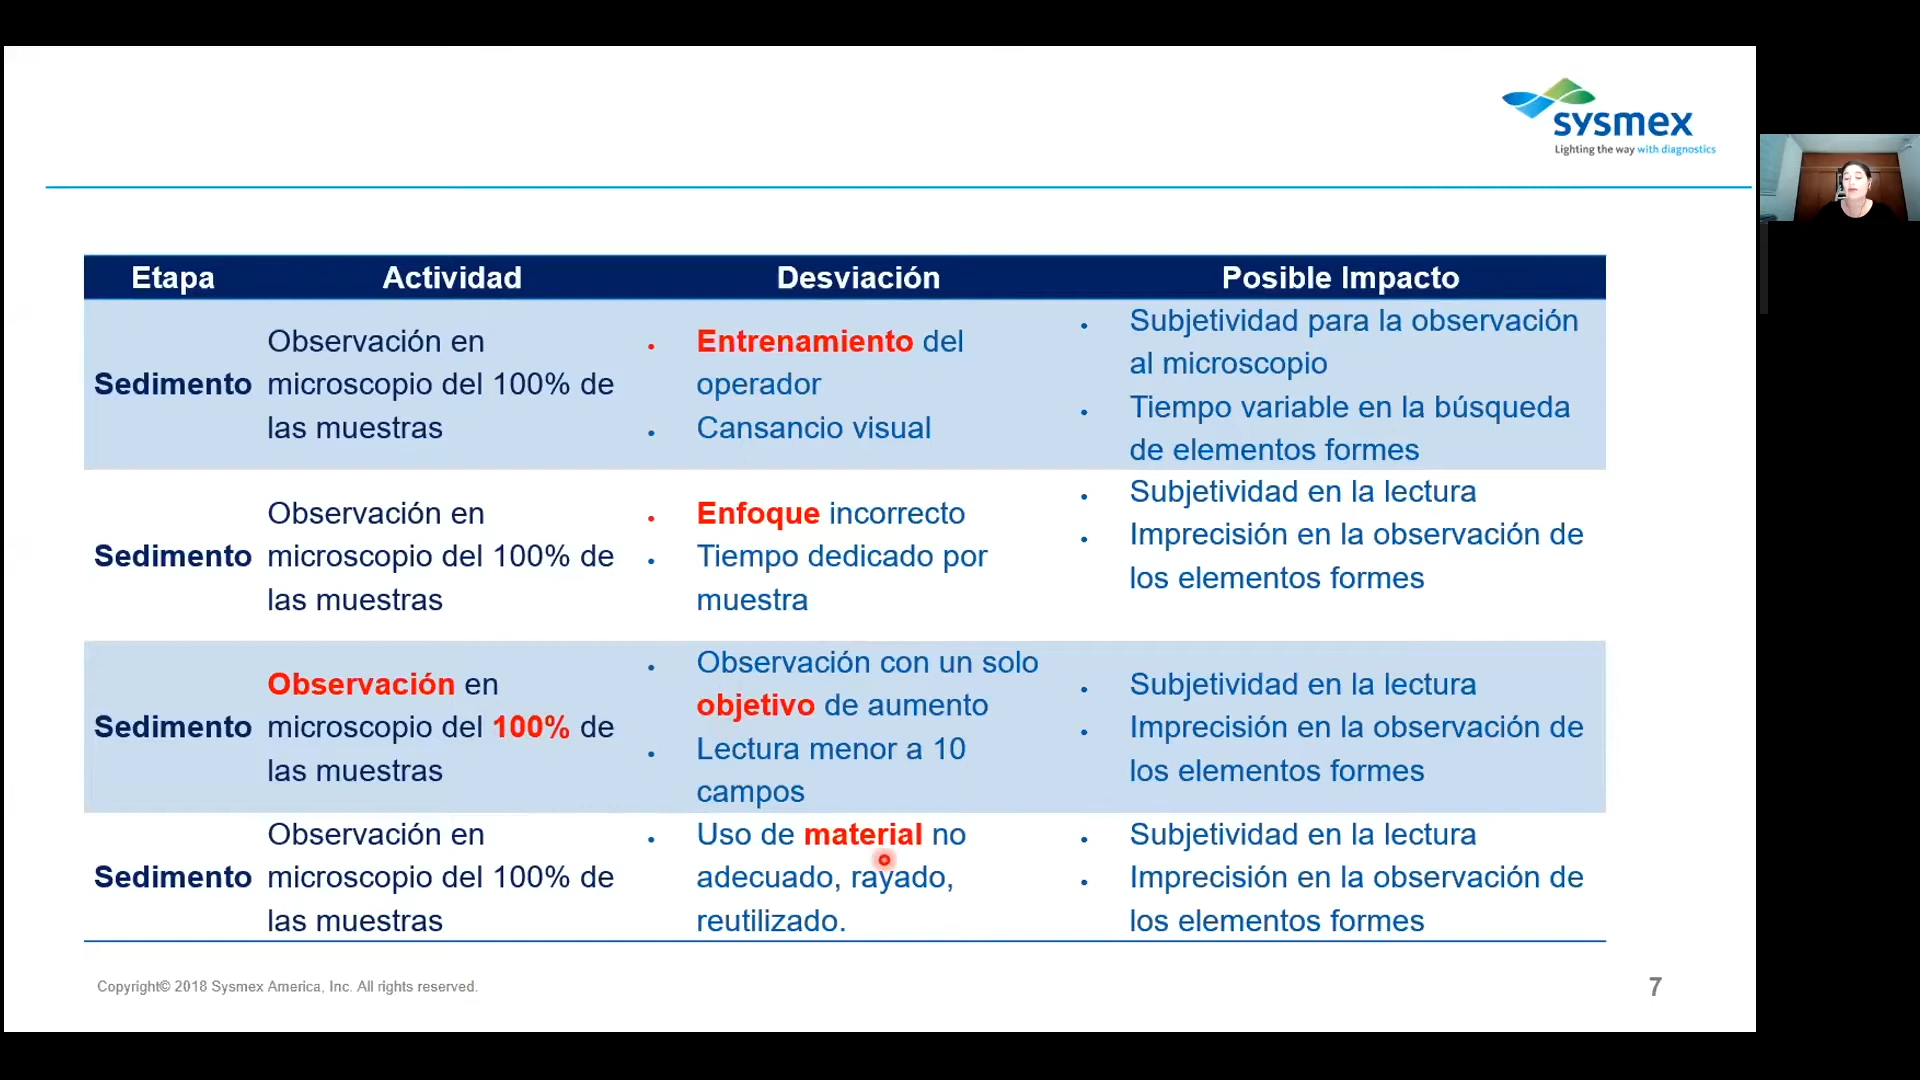 sysmex
Lighting the way with diagnostics
Etapa Actividad Desviación Posible Impacto
Sedimento
Observación en
microscopio del 100% de
las muestras
• Entrenamiento del
operador
• Cansancio visual
• Subjetividad para la observación
al microscopio
• Tiempo variable en la búsqueda
de elementos formes
Sedimento
Observación en
microscopio del 100% de
las muestras
• Enfoque incorrecto
• Tiempo dedicado por
muestra
• Subjetividad en la lectura
• Imprecisión en la observación de
los elementos formes
Sedimento
Observación en
microscopio del 100% de
las muestras
• Observación con un solo
objetivo de aumento
• Lectura menor a 10
campos
• Subjetividad en la lectura
• Imprecisión en la observación de
los elementos formes
Sedimento
Observación en
microscopio del 100% de
las muestras
• Uso de material no
adecuado, rayado,
reutilizado.
• Subjetividad en la lectura
• Imprecisión en la observación de
los elementos formes
Copyright© 2018 Sysmex America, Inc. All rights reserved.
7